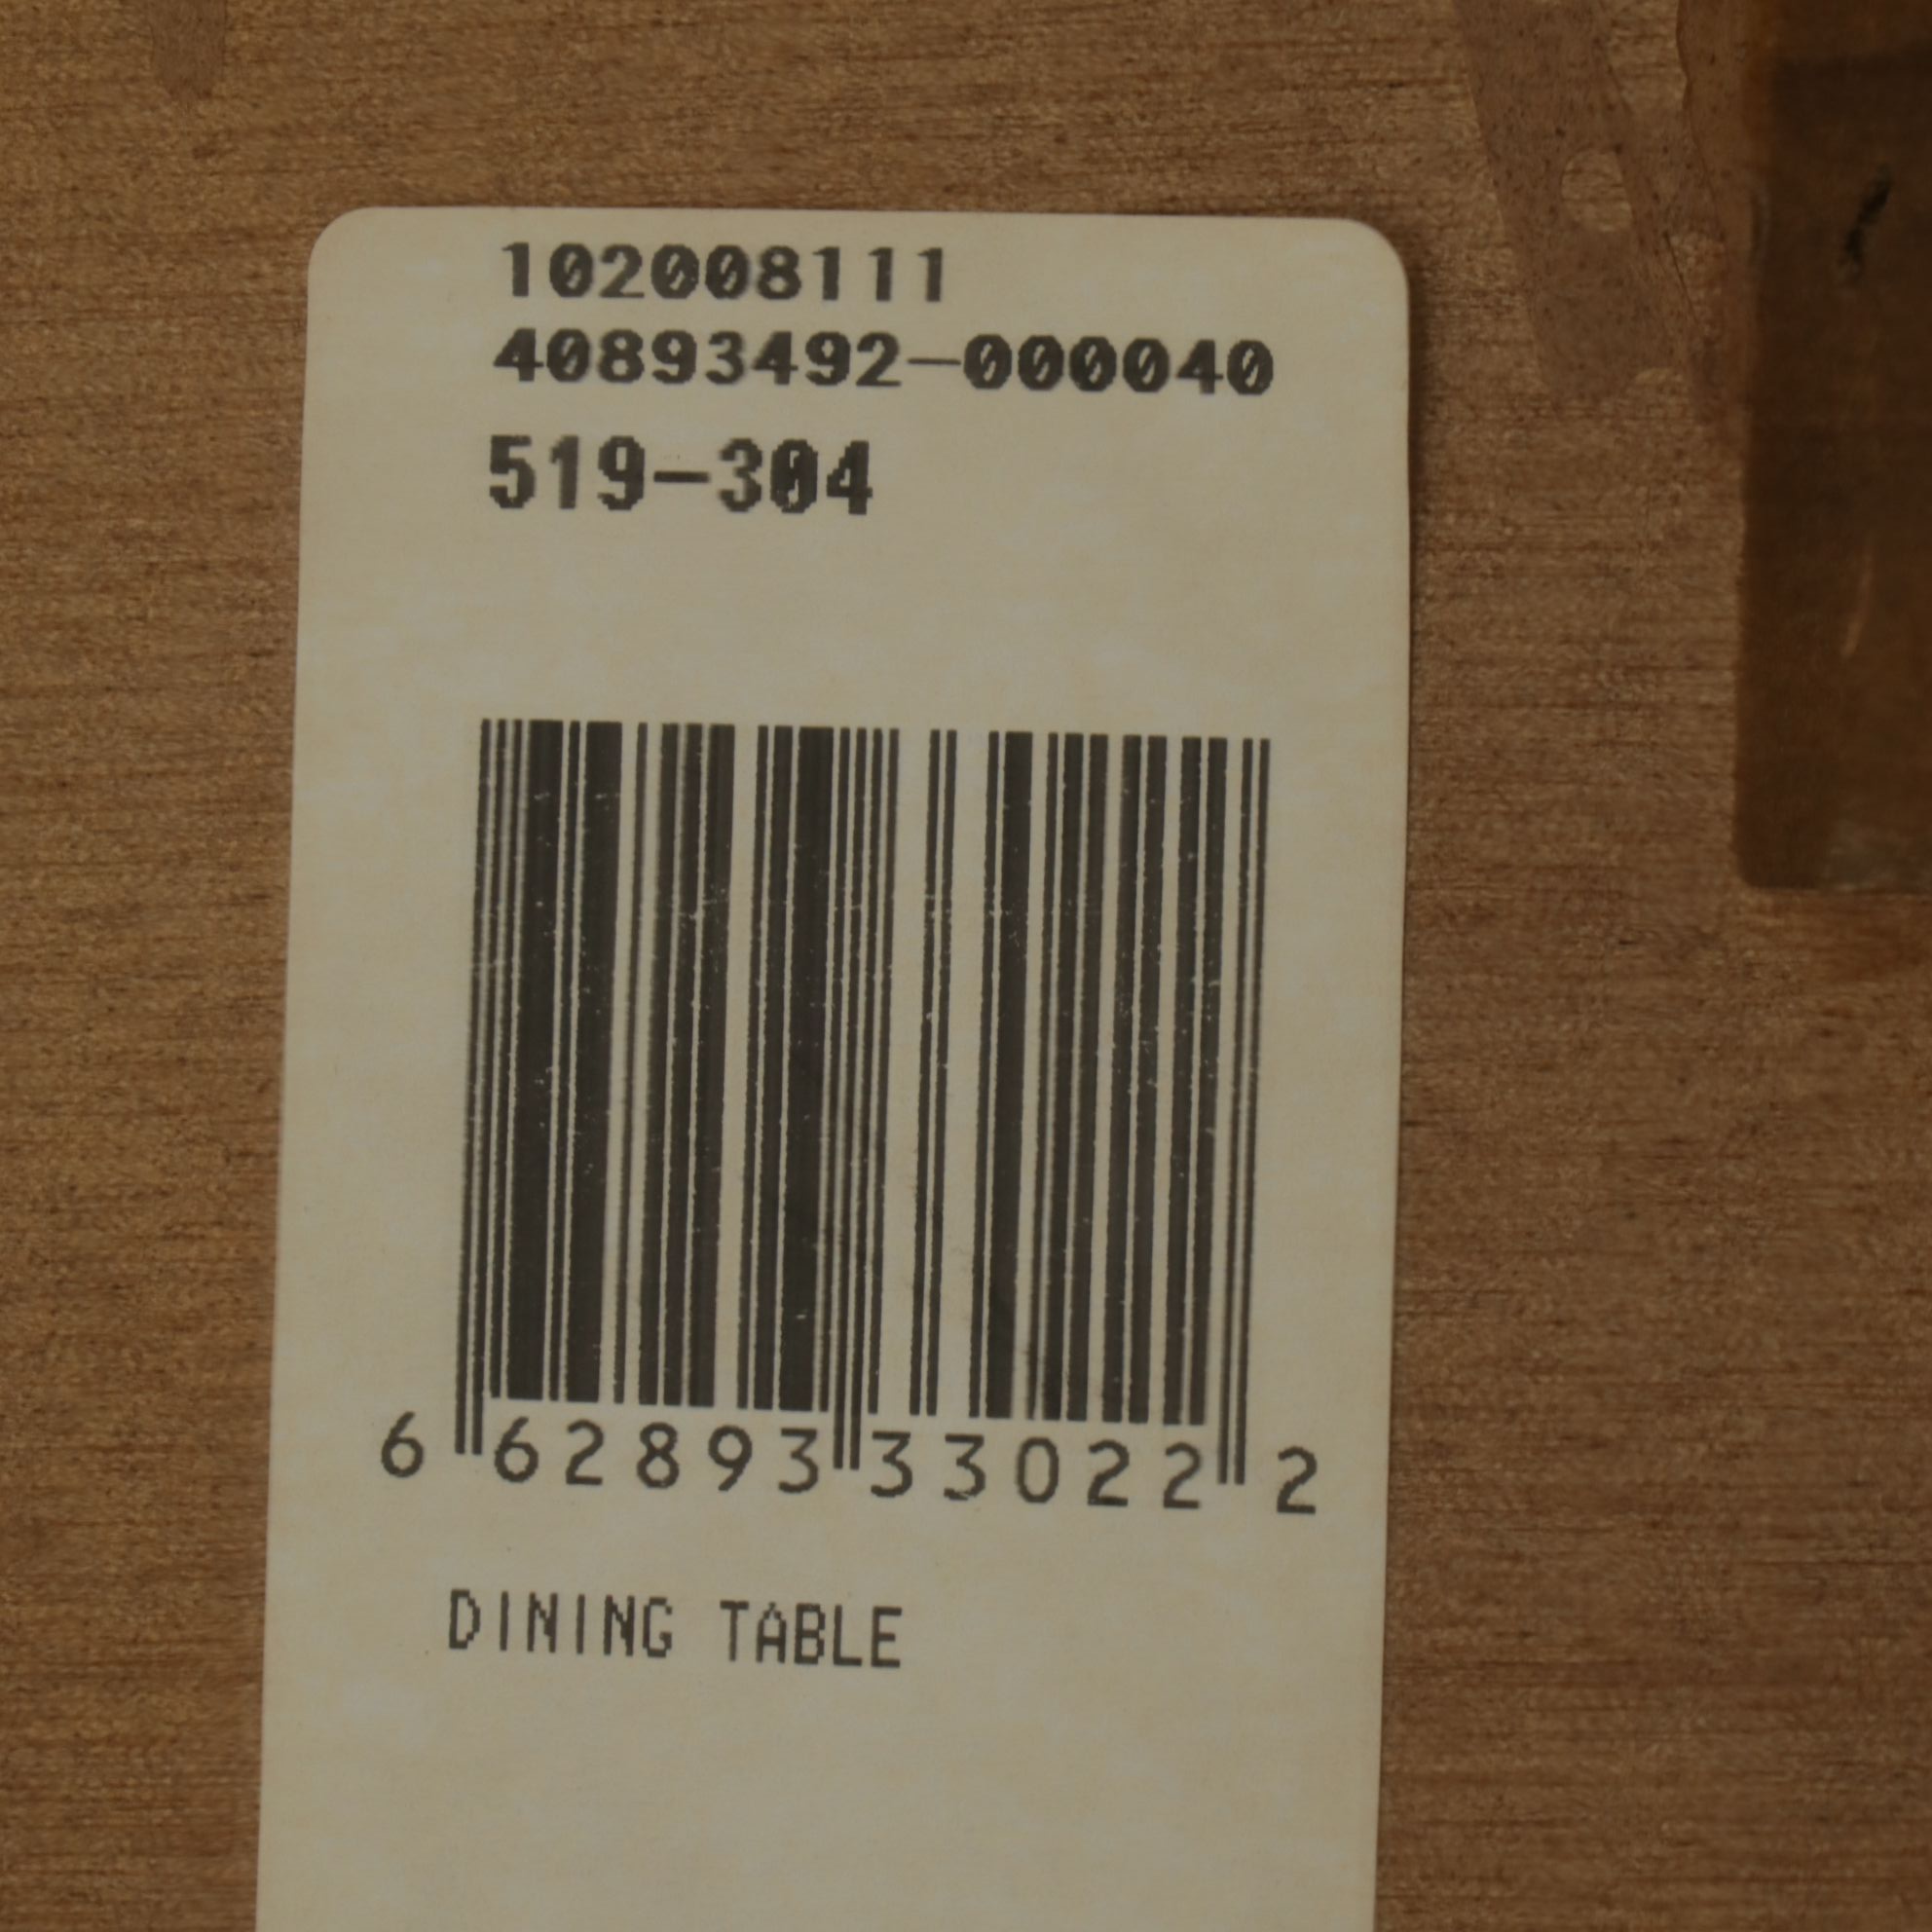 102008111
40893492-000040
519-304
6 62893 33022 2
DINING TABLE